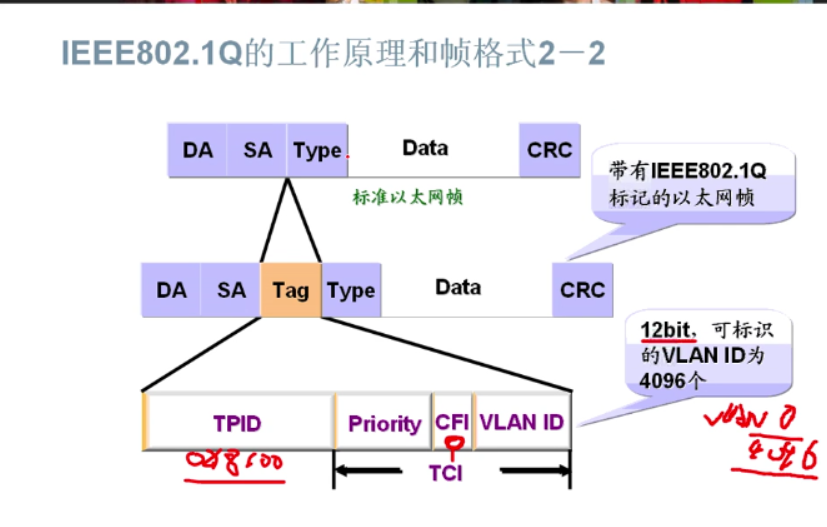 IEEE802.1Q的工作原理和帧格式2－2
DA SA Type Data CRC
标准以太网帧
带有IEEE802.1Q
标记的以太网帧
DA SA Tag Type Data CRC
12bit，可标识
的VLAN ID为
4096个
TPID Priority CFI VLAN ID
0x8100
TCI
VLAN 0
4096